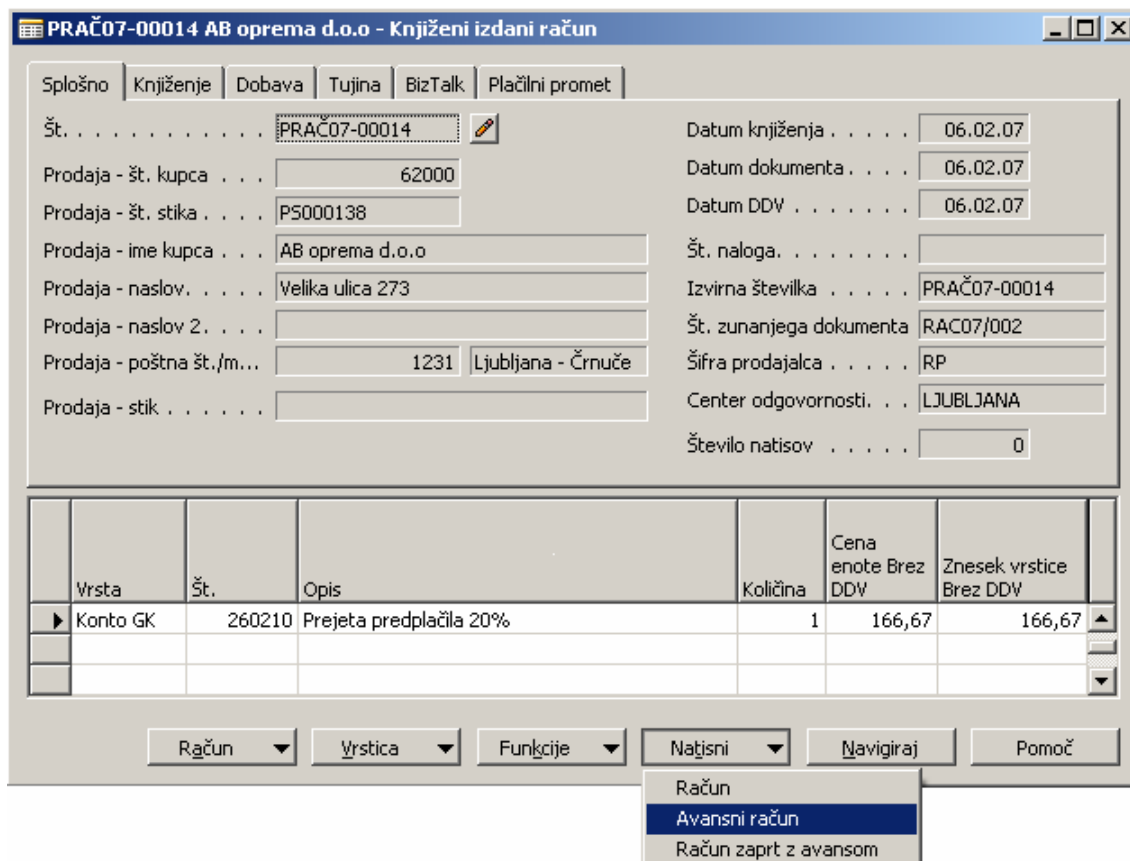 PRAČ07-00014 AB oprema d.o.o - Knjiženi izdani račun
Splošno Knjiženje Dobava Tujina BizTalk Plačilni promet
Št. . . . . . . . . . . . . PRAČ07-00014
Prodaja - št. kupca . . . 62000
Prodaja - št. stika . . . . PS000138
Prodaja - ime kupca . . . AB oprema d.o.o
Prodaja - naslov. . . . . Velika ulica 273
Prodaja - naslov 2. . . .
Prodaja - poštna št./m... 1231 Ljubljana - Črnuče
Prodaja - stik . . . . . .
Datum knjiženja . . . . . 06.02.07
Datum dokumenta . . . . 06.02.07
Datum DDV . . . . . . . 06.02.07
Št. naloga. . . . . . . .
Izvirna številka . . . . . PRAČ07-00014
Št. zunanjega dokumenta RAC07/002
Šifra prodajalca . . . . . RP
Center odgovornosti. . . LJUBLJANA
Število natisov . . . . . 0
Vrsta Št. Opis Količina Cena enote Brez DDV Znesek vrstice Brez DDV
Konto GK 260210 Prejeta predplačila 20% 1 166,67 166,67
Račun Vrstica Funkcije Natisni Navigiraj Pomoč
Račun
Avansni račun
Račun zaprt z avansom